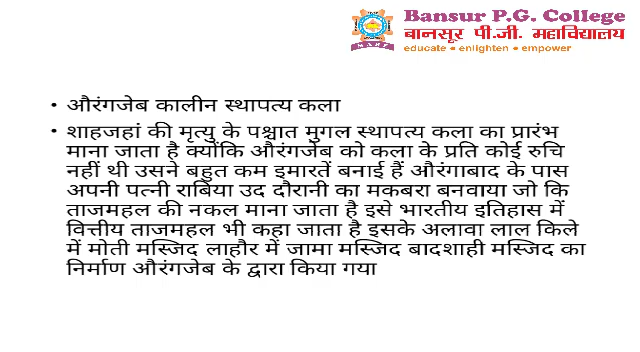 Bansur P.G. College
बानसूर पी.जी. महाविद्यालय
educate • enlighten • empower
• औरंगजेब कालीन स्थापत्य कला
• शाहजहां की मृत्यु के पश्चात मुगल स्थापत्य कला का प्रारंभ
माना जाता है क्योंकि औरंगजेब को कला के प्रति कोई रुचि
नहीं थी उसने बहुत कम इमारतें बनाई हैं औरंगाबाद के पास
अपनी पत्नी राबिया उद दौरानी का मकबरा बनवाया जो कि
ताजमहल की नकल माना जाता है इसे भारतीय इतिहास में
वित्तीय ताजमहल भी कहा जाता है इसके अलावा लाल किले
में मोती मस्जिद लाहौर में जामा मस्जिद बादशाही मस्जिद का
निर्माण औरंगजेब के द्वारा किया गया